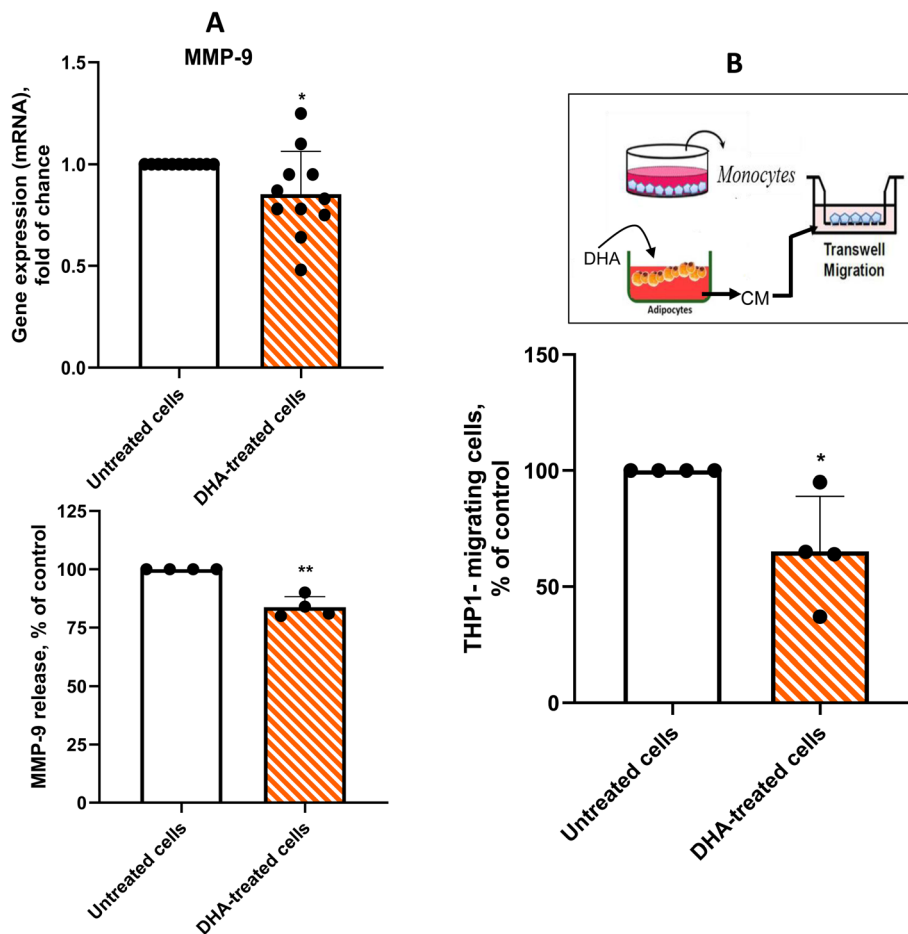 A
MMP-9
Gene expression (mRNA),
fold of chance
1.5
1.0
0.5
0.0
*
Untreated cells
DHA-treated cells
MMP-9 release, % of control
125
100
75
50
25
0
**
Untreated cells
DHA-treated cells
B
Monocytes
DHA
Adipocytes
CM
Transwell
Migration
THP1- migrating cells,
% of control
150
100
50
0
*
Untreated cells
DHA-treated cells